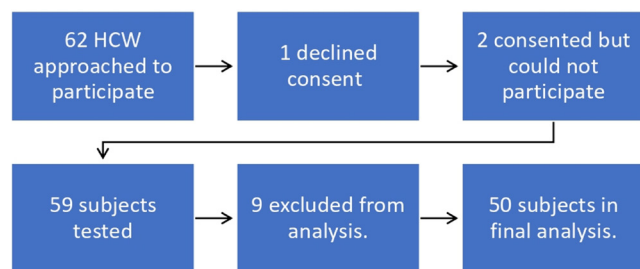 62 HCW
approached to
participate
1 declined
consent
2 consented but
could not
participate
59 subjects
tested
9 excluded from
analysis.
50 subjects in
final analysis.